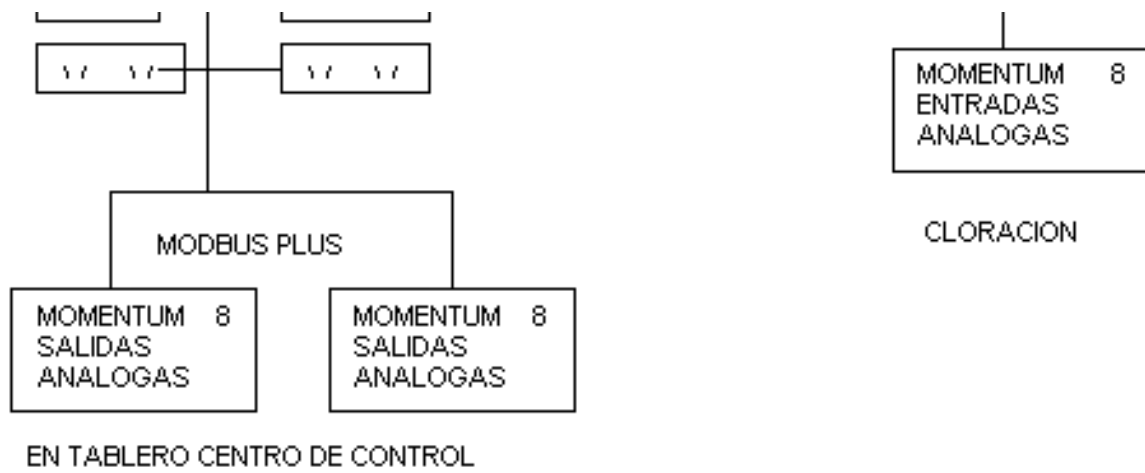 MOMENTUM 8
ENTRADAS
ANALOGAS
CLORACION
MODBUS PLUS
MOMENTUM 8
SALIDAS
ANALOGAS
MOMENTUM 8
SALIDAS
ANALOGAS
EN TABLERO CENTRO DE CONTROL